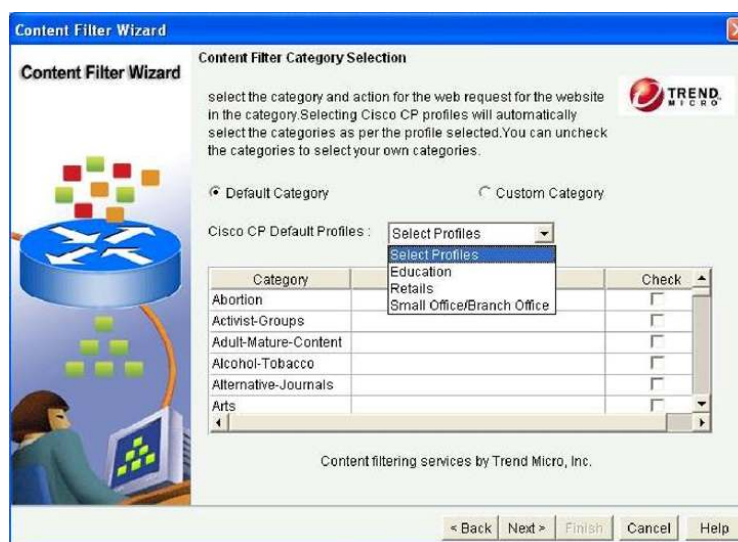 Content Filter Wizard
Content Filter Wizard
Content Filter Category Selection
select the category and action for the web request for the website
in the category.Selecting Cisco CP profiles will automatically
select the categories as per the profile selected.You can uncheck
the categories to select your own categories.
TREND
MICRO
Default Category
Custom Category
Cisco CP Default Profiles :
Select Profiles
Select Profiles
Education
Retails
Small Office/Branch Office
Category
Check
Abortion
Activist-Groups
Adult-Mature-Content
Alcohol-Tobacco
Alternative-Journals
Arts
Content filtering services by Trend Micro, Inc.
< Back
Next >
Finish
Cancel
Help